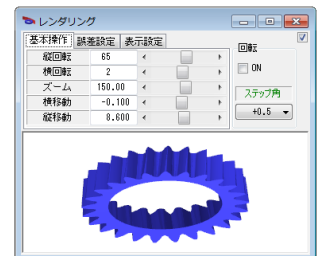 レンダリング
基本操作 誤差設定 表示設定
縦回転 65
横回転 2
ズーム 150.00
横移動 -0.100
縦移動 8.600
回転
ON
ステップ角
+0.5